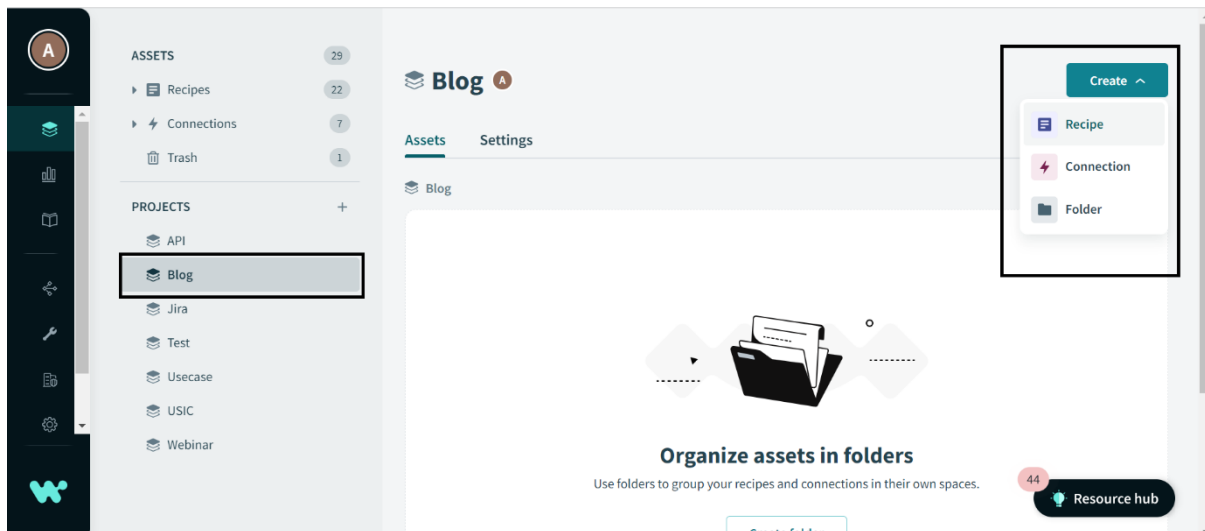 A
ASSETS 29
Recipes 22
Connections 7
Trash 1
PROJECTS +
API
Blog
Jira
Test
Usecase
USIC
Webinar
Blog A
Create
Recipe
Connection
Folder
Assets Settings
Blog
Organize assets in folders
Use folders to group your recipes and connections in their own spaces.
44
Resource hub